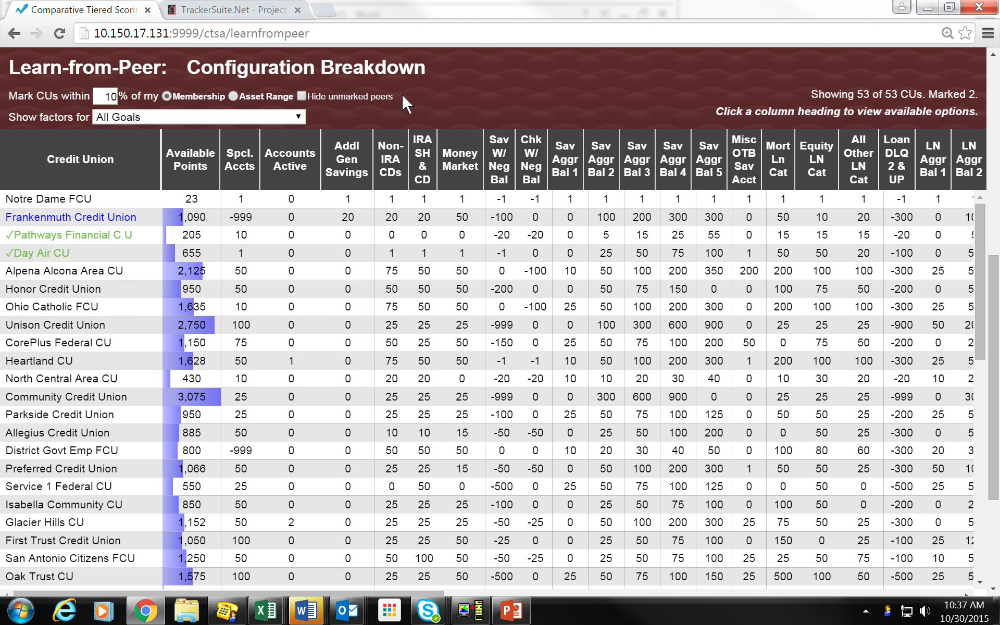 Comparative Tiered Scorin
TrackerSuite.Net - Project
10.150.17.131:9999/ctsa/learnfrompeer
Learn-from-Peer: Configuration Breakdown
Mark CUs within 10 % of my Membership Asset Range Hide unmarked peers
Showing 53 of 53 CUs. Marked 2.
Show factors for All Goals
Click a column heading to view available options.
Credit Union Available Points Spcl. Accts Accounts Active Addl Gen Savings Non-IRA CDs IRA SH & CD Money Market Sav W/ Neg Bal Chk W/ Neg Bal Sav Aggr Bal 1 Sav Aggr Bal 2 Sav Aggr Bal 3 Sav Aggr Bal 4 Sav Aggr Bal 5 Misc OTB Sav Acct Mort Ln Cat Equity LN Cat All Other LN Cat Loan DLQ 2 & UP LN Aggr Bal 1 LN Aggr Bal 2
Notre Dame FCU 23 1 0 1 1 1 1 -1 -1 1 1 1 1 1 1 1 1 1 -1 1
Frankenmuth Credit Union 1,090 -999 0 20 20 20 50 -100 0 0 100 200 300 300 0 50 10 20 -300 0 10
✓Pathways Financial C U 205 10 0 0 0 0 0 -20 -20 0 5 15 25 55 0 15 15 15 -20 0
✓Day Air CU 655 1 0 0 1 1 1 -1 0 0 25 50 75 100 1 50 50 20 -100 0 5
Alpena Alcona Area CU 2,125 50 0 0 75 50 50 0 -100 10 50 100 200 350 200 200 100 100 -300 25 5
Honor Credit Union 950 50 0 0 50 50 50 -200 0 0 50 75 150 0 0 100 75 50 -200 0 5
Ohio Catholic FCU 1,635 10 0 0 75 50 50 0 -100 25 50 100 200 300 0 200 100 100 -300 25 5
Unison Credit Union 2,750 100 0 0 25 25 25 -999 0 0 100 300 600 900 0 25 25 25 -900 50 20
CorePlus Federal CU 1,150 75 0 0 50 25 50 -150 0 25 50 75 100 200 50 0 75 50 -200 0 2
Heartland CU 1,628 50 1 0 75 50 50 -1 -1 10 50 100 200 300 1 200 100 100 -300 25 5
North Central Area CU 430 10 0 0 20 20 0 -20 -20 10 10 20 30 40 0 10 30 20 -20 10 2
Community Credit Union 3,075 25 0 0 25 25 25 -999 0 0 300 600 900 0 0 25 25 25 -999 0 30
Parkside Credit Union 950 25 0 0 25 25 25 -100 0 25 50 75 100 125 0 50 50 25 -200 25 5
Allegius Credit Union 885 50 0 0 10 10 15 -50 -50 0 25 50 100 200 0 0 50 25 -300 0 5
District Govt Emp FCU 800 -999 0 0 50 50 50 0 0 10 20 30 40 50 0 100 80 60 -300 20 3
Preferred Credit Union 1,066 50 0 0 25 25 15 -50 -50 0 50 100 200 300 1 50 50 25 -300 50 10
Service 1 Federal CU 550 25 0 0 0 50 0 -500 0 25 50 75 100 125 0 0 50 0 -500 25 5
Isabella Community CU 850 50 0 0 25 25 25 -100 0 0 25 50 75 100 0 100 50 0 -200 0 2
Glacier Hills CU 1,152 50 2 0 25 25 25 -50 -25 0 50 100 200 300 25 75 50 25 -300 0 5
First Trust Credit Union 1,050 100 0 0 25 25 50 -25 0 0 25 50 75 100 0 150 0 25 -100 25 12
San Antonio Citizens FCU 1,250 50 0 0 50 100 50 -50 -25 0 25 50 75 100 25 25 50 75 -100 10 5
Oak Trust CU 1,575 100 0 0 25 25 50 -500 0 25 50 75 100 150 25 500 100 50 -500 25 5
10:37 AM
10/30/2015